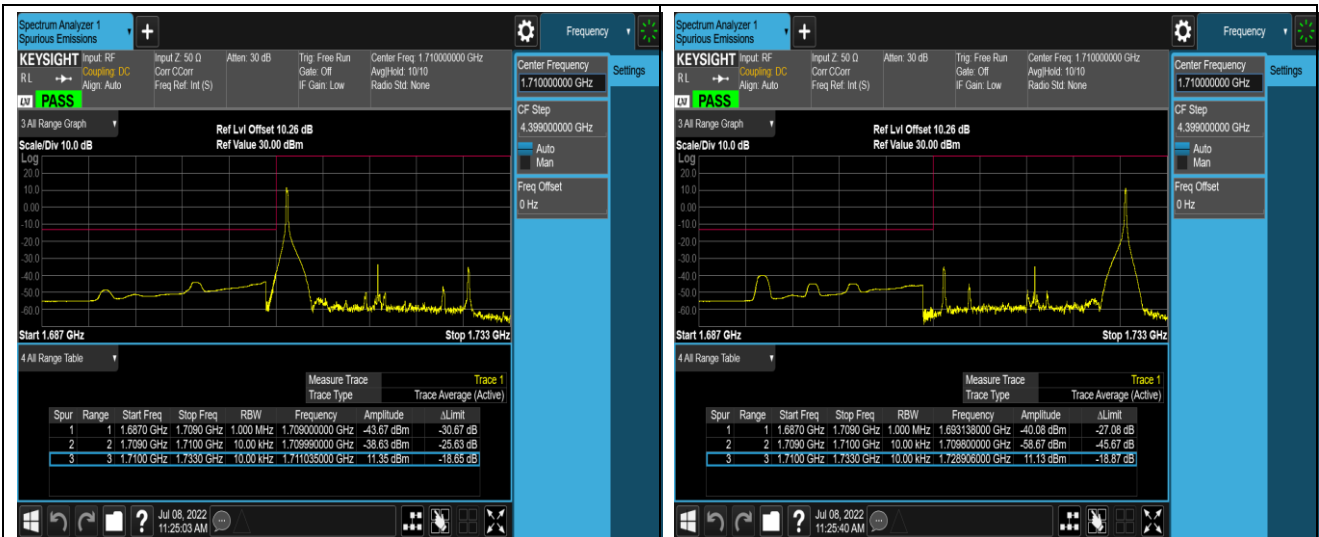 Spectrum Analyzer 1
Spurious Emissions
+
Frequency
KEYSIGHT Input: RF Input Z: 50 Ω Atten: 30 dB Trig: Free Run Center Freq: 1.710000000 GHz
RL Coupling: DC Corr CCorr Gate: Off Avg|Hold: 10/10
Align: Auto Freq Ref: Int (S) IF Gain: Low Radio Std: None
LXI PASS
Center Frequency
1.710000000 GHz
Settings
CF Step
4.399000000 GHz
Auto
Man
Freq Offset
0 Hz
3 All Range Graph
Ref Lvl Offset 10.26 dB
Scale/Div 10.0 dB Ref Value 30.00 dBm
Log
20.0
10.0
0.00
-10.0
-20.0
-30.0
-40.0
-50.0
-60.0
Start 1.687 GHz Stop 1.733 GHz
4 All Range Table
Measure Trace Trace 1
Trace Type Trace Average (Active)
Spur Range Start Freq Stop Freq RBW Frequency Amplitude ΔLimit
1 1 1.6870 GHz 1.7090 GHz 1.000 MHz 1.709000000 GHz -43.67 dBm -30.67 dB
2 2 1.7090 GHz 1.7100 GHz 10.00 kHz 1.709990000 GHz -38.63 dBm -25.63 dB
3 3 1.7100 GHz 1.7330 GHz 10.00 kHz 1.711035000 GHz 11.35 dBm -18.65 dB
? Jul 08, 2022
11:25:03 AM
Spectrum Analyzer 1
Spurious Emissions
+
Frequency
KEYSIGHT Input: RF Input Z: 50 Ω Atten: 30 dB Trig: Free Run Center Freq: 1.710000000 GHz
RL Coupling: DC Corr CCorr Gate: Off Avg|Hold: 10/10
Align: Auto Freq Ref: Int (S) IF Gain: Low Radio Std: None
LXI PASS
Center Frequency
1.710000000 GHz
Settings
CF Step
4.399000000 GHz
Auto
Man
Freq Offset
0 Hz
3 All Range Graph
Ref Lvl Offset 10.26 dB
Scale/Div 10.0 dB Ref Value 30.00 dBm
Log
20.0
10.0
0.00
-10.0
-20.0
-30.0
-40.0
-50.0
-60.0
Start 1.687 GHz Stop 1.733 GHz
4 All Range Table
Measure Trace Trace 1
Trace Type Trace Average (Active)
Spur Range Start Freq Stop Freq RBW Frequency Amplitude ΔLimit
1 1 1.6870 GHz 1.7090 GHz 1.000 MHz 1.693138000 GHz -40.08 dBm -27.08 dB
2 2 1.7090 GHz 1.7100 GHz 10.00 kHz 1.709800000 GHz -58.67 dBm -45.67 dB
3 3 1.7100 GHz 1.7330 GHz 10.00 kHz 1.728906000 GHz 11.13 dBm -18.87 dB
? Jul 08, 2022
11:25:40 AM